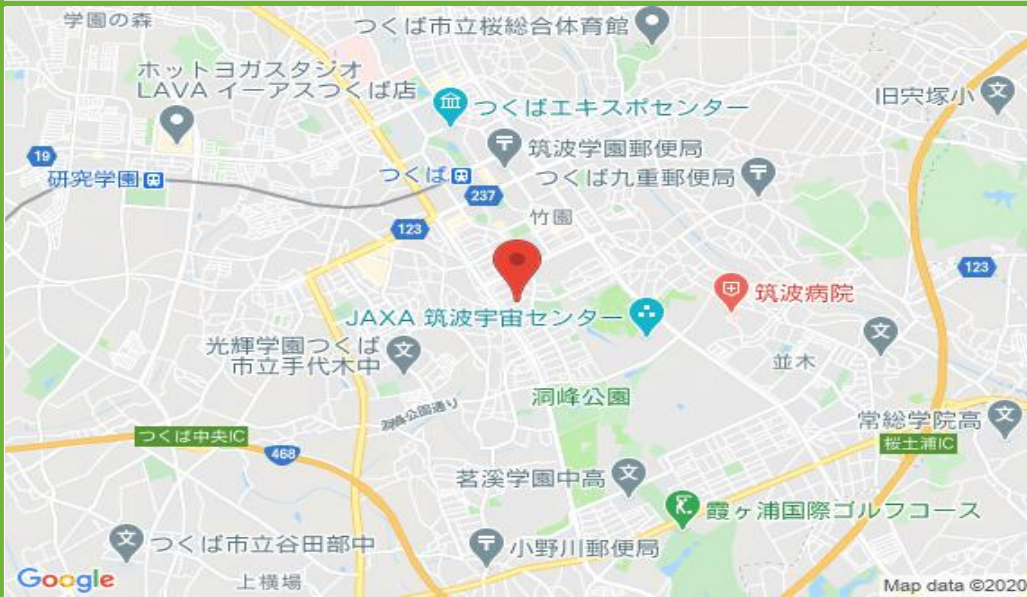 学園の森
つくば市立桜総合体育館
ホットヨガスタジオ
LAVA イーアスつくば店
つくばエキスポセンター
旧宍塚小
19
筑波学園郵便局
研究学園
つくば
つくば九重郵便局
237
竹園
123
123
筑波病院
JAXA 筑波宇宙センター
光輝学園つくば
市立手代木中
並木
洞峰公園
洞峰公園通り
常総学院高
つくば中央IC
桜土浦IC
468
茗溪学園中高
霞ヶ浦国際ゴルフコース
つくば市立谷田部中
小野川郵便局
上横場
Google
Map data ©2020